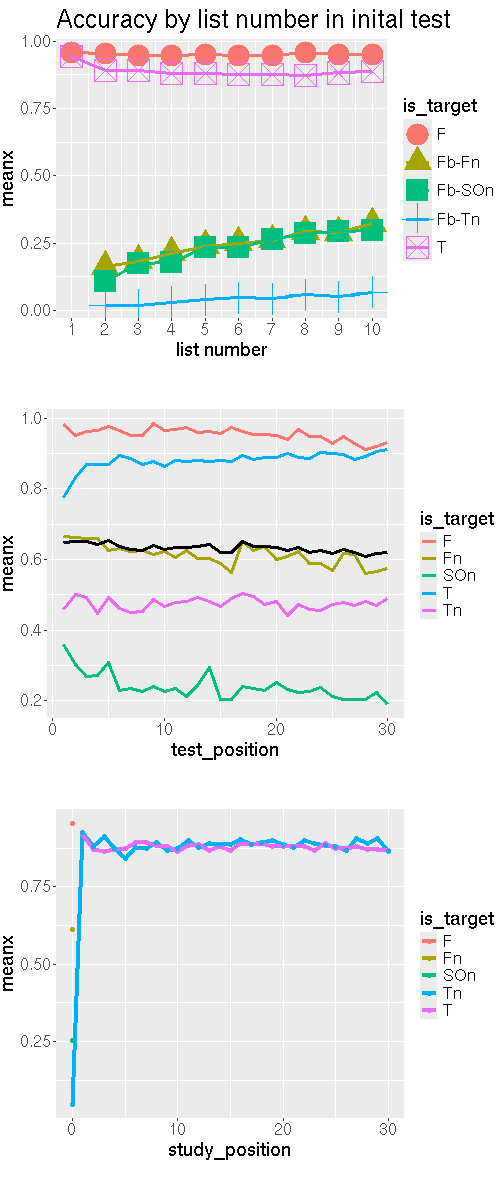 Accuracy by list number in inital test
1.00
0.75
0.50
0.25
0.00
meanx
1 2 3 4 5 6 7 8 9 10
list number
is_target
F
Fb-Fn
Fb-SOn
Fb-Tn
T
1.0
0.8
0.6
0.4
0.2
meanx
0 10 20 30
test_position
is_target
F
Fn
SOn
T
Tn
0.75
0.50
0.25
meanx
0 10 20 30
study_position
is_target
F
Fn
SOn
Tn
T